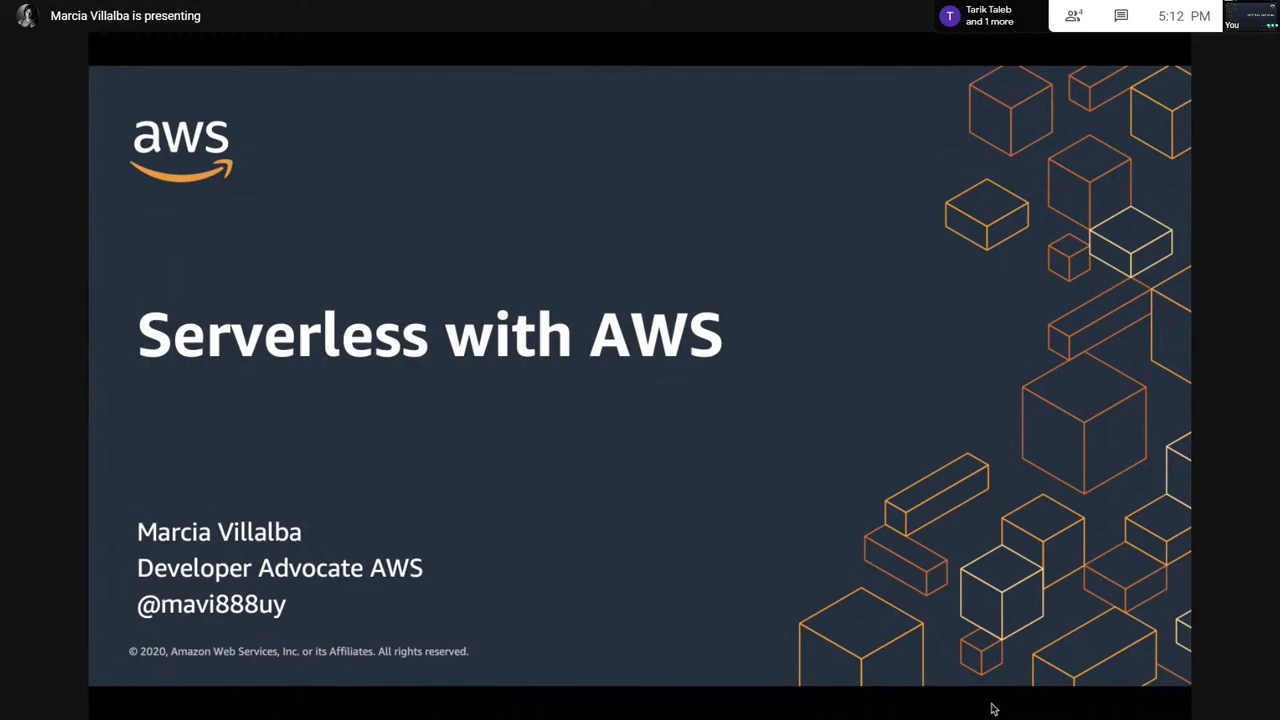 Marcia Villalba is presenting
T
Tarik Taleb
and 1 more
4
5:12 PM
You
aws
Serverless with AWS
Marcia Villalba
Developer Advocate AWS
@mavi888uy
© 2020, Amazon Web Services, Inc. or its Affiliates. All rights reserved.